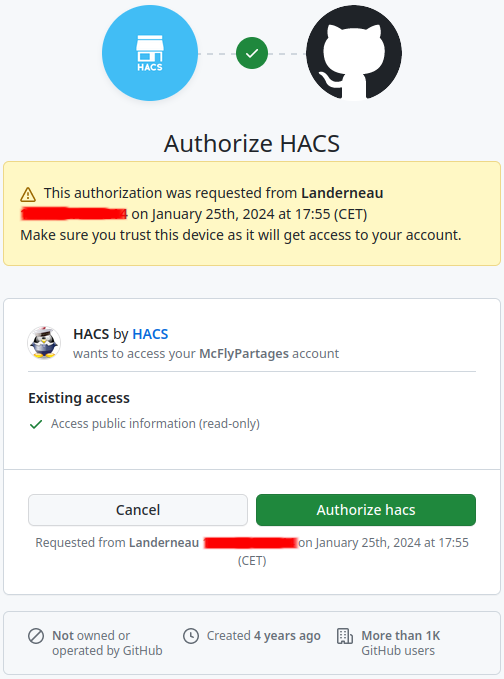 HACS
Authorize HACS
This authorization was requested from Landerneau
on January 25th, 2024 at 17:55 (CET)
Make sure you trust this device as it will get access to your account.
HACS by HACS
wants to access your McFlyPartages account
Existing access
Access public information (read-only)
Cancel
Authorize hacs
Requested from Landerneau on January 25th, 2024 at 17:55
(CET)
Not owned or
operated by GitHub
Created 4 years ago
More than 1K
GitHub users